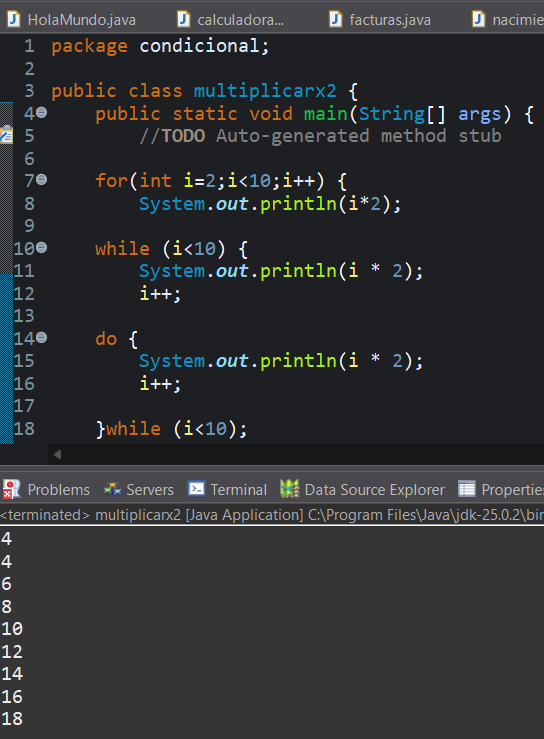 HolaMundo.java calculadora... facturas.java nacimie
1 package condicional;
2
3 public class multiplicarx2 {
4 public static void main(String[] args) {
5 //TODO Auto-generated method stub
6
7 for(int i=2;i<10;i++) {
8 System.out.println(i*2);
9
10 while (i<10) {
11 System.out.println(i * 2);
12 i++;
13
14 do {
15 System.out.println(i * 2);
16 i++;
17
18 }while (i<10);
Problems Servers Terminal Data Source Explorer Propertie
<terminated> multiplicarx2 [Java Application] C:\Program Files\Java\jdk-25.0.2\bin
4
4
6
8
10
12
14
16
18